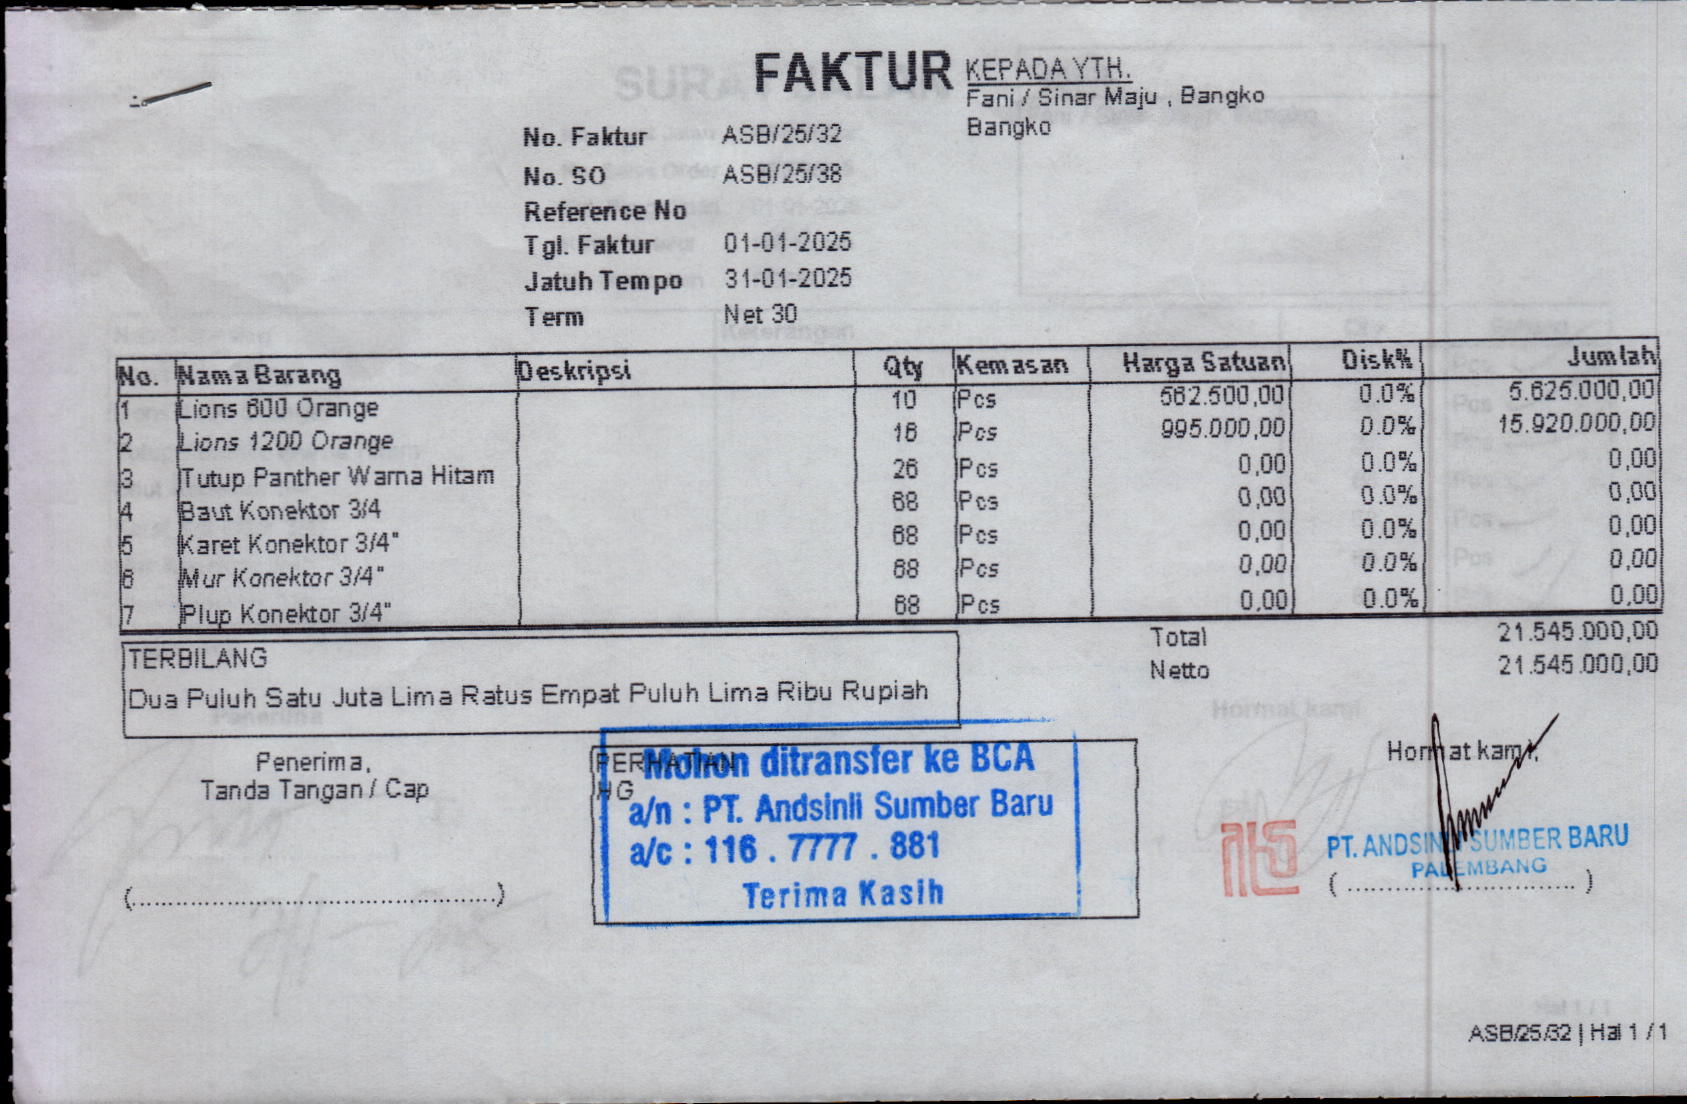 FAKTUR
KEPADA YTH.
Fani / Sinar Maju , Bangko
Bangko
No. Faktur ASB/25/32
No. SO ASB/25/38
Reference No
Tgl. Faktur 01-01-2025
Jatuh Tempo 31-01-2025
Term Net 30
No. Nama Barang Deskripsi Qty Kemasan Harga Satuan Disk% Jumlah
1 Lions 600 Orange 10 Pcs 562.500,00 0.0% 5.625.000,00
2 Lions 1200 Orange 16 Pcs 995.000,00 0.0% 15.920.000,00
3 Tutup Panther Warna Hitam 26 Pcs 0,00 0.0% 0,00
4 Baut Konektor 3/4 68 Pcs 0,00 0.0% 0,00
5 Karet Konektor 3/4" 68 Pcs 0,00 0.0% 0,00
6 Mur Konektor 3/4" 68 Pcs 0,00 0.0% 0,00
7 Plup Konektor 3/4" 68 Pcs 0,00 0.0% 0,00
Total 21.545.000,00
Netto 21.545.000,00
TERBILANG
Dua Puluh Satu Juta Lima Ratus Empat Puluh Lima Ribu Rupiah
Penerima,
Tanda Tangan / Cap
(..................................................)
PERHATIAN
HG
Mohon ditransfer ke BCA
a/n : PT. Andsinli Sumber Baru
a/c : 116 . 7777 . 881
Terima Kasih
Hormat kami,
PT. ANDSINLI SUMBER BARU
PALEMBANG
( ............................... )
ASB/25/32 | Hal 1 / 1